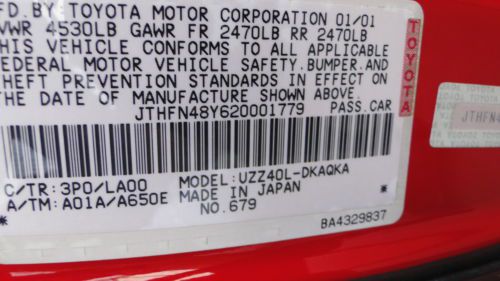 MFD. BY: TOYOTA MOTOR CORPORATION 01/01
GVWR 4530LB GAWR FR 2470LB RR 2470LB
THIS VEHICLE CONFORMS TO ALL APPLICABLE
FEDERAL MOTOR VEHICLE SAFETY, BUMPER, AND
THEFT PREVENTION STANDARDS IN EFFECT ON
THE DATE OF MANUFACTURE SHOWN ABOVE.
JTHFN48Y620001779 PASS.CAR
C/TR: 3P0/LA00 MODEL: UZZ40L-DKAQKA
A/TM: A01A/A650E MADE IN JAPAN
* NO.679 *
BA4329837
TOYOTA
JTHFN4